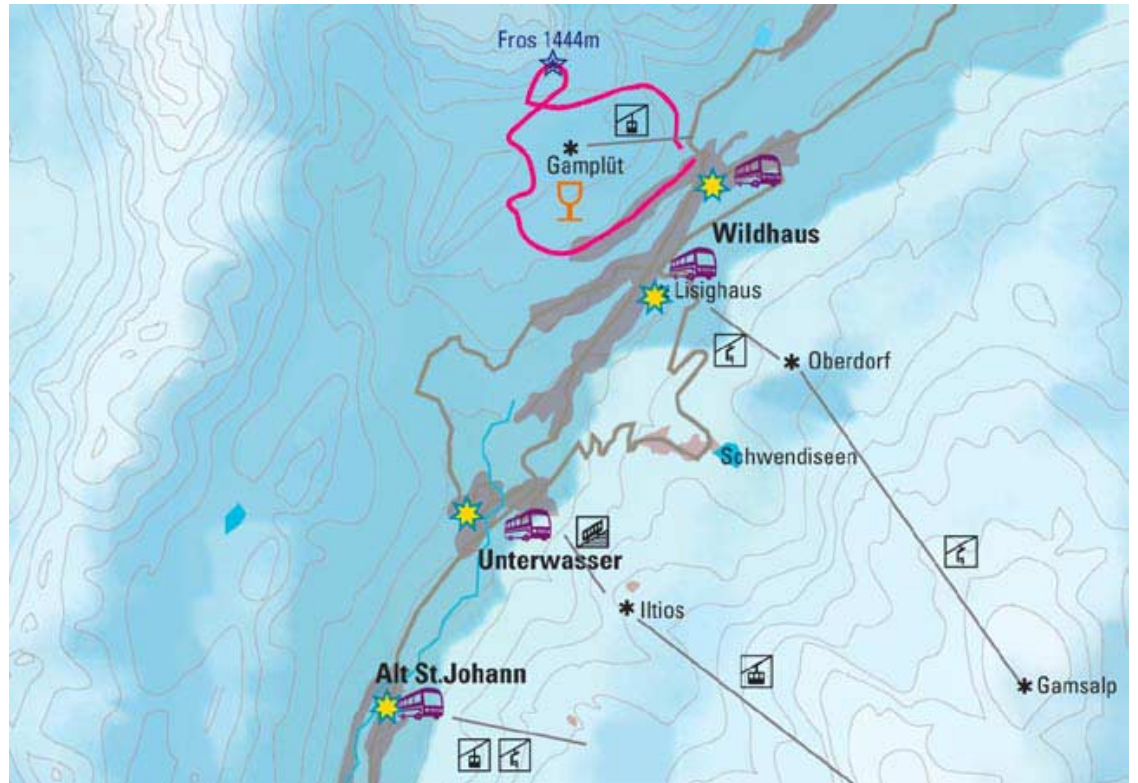 Fros 1444m
Gamplüt
Wildhaus
Lisighaus
Oberdorf
Schwendiseen
Unterwasser
Iltios
Alt St.Johann
Gamsalp